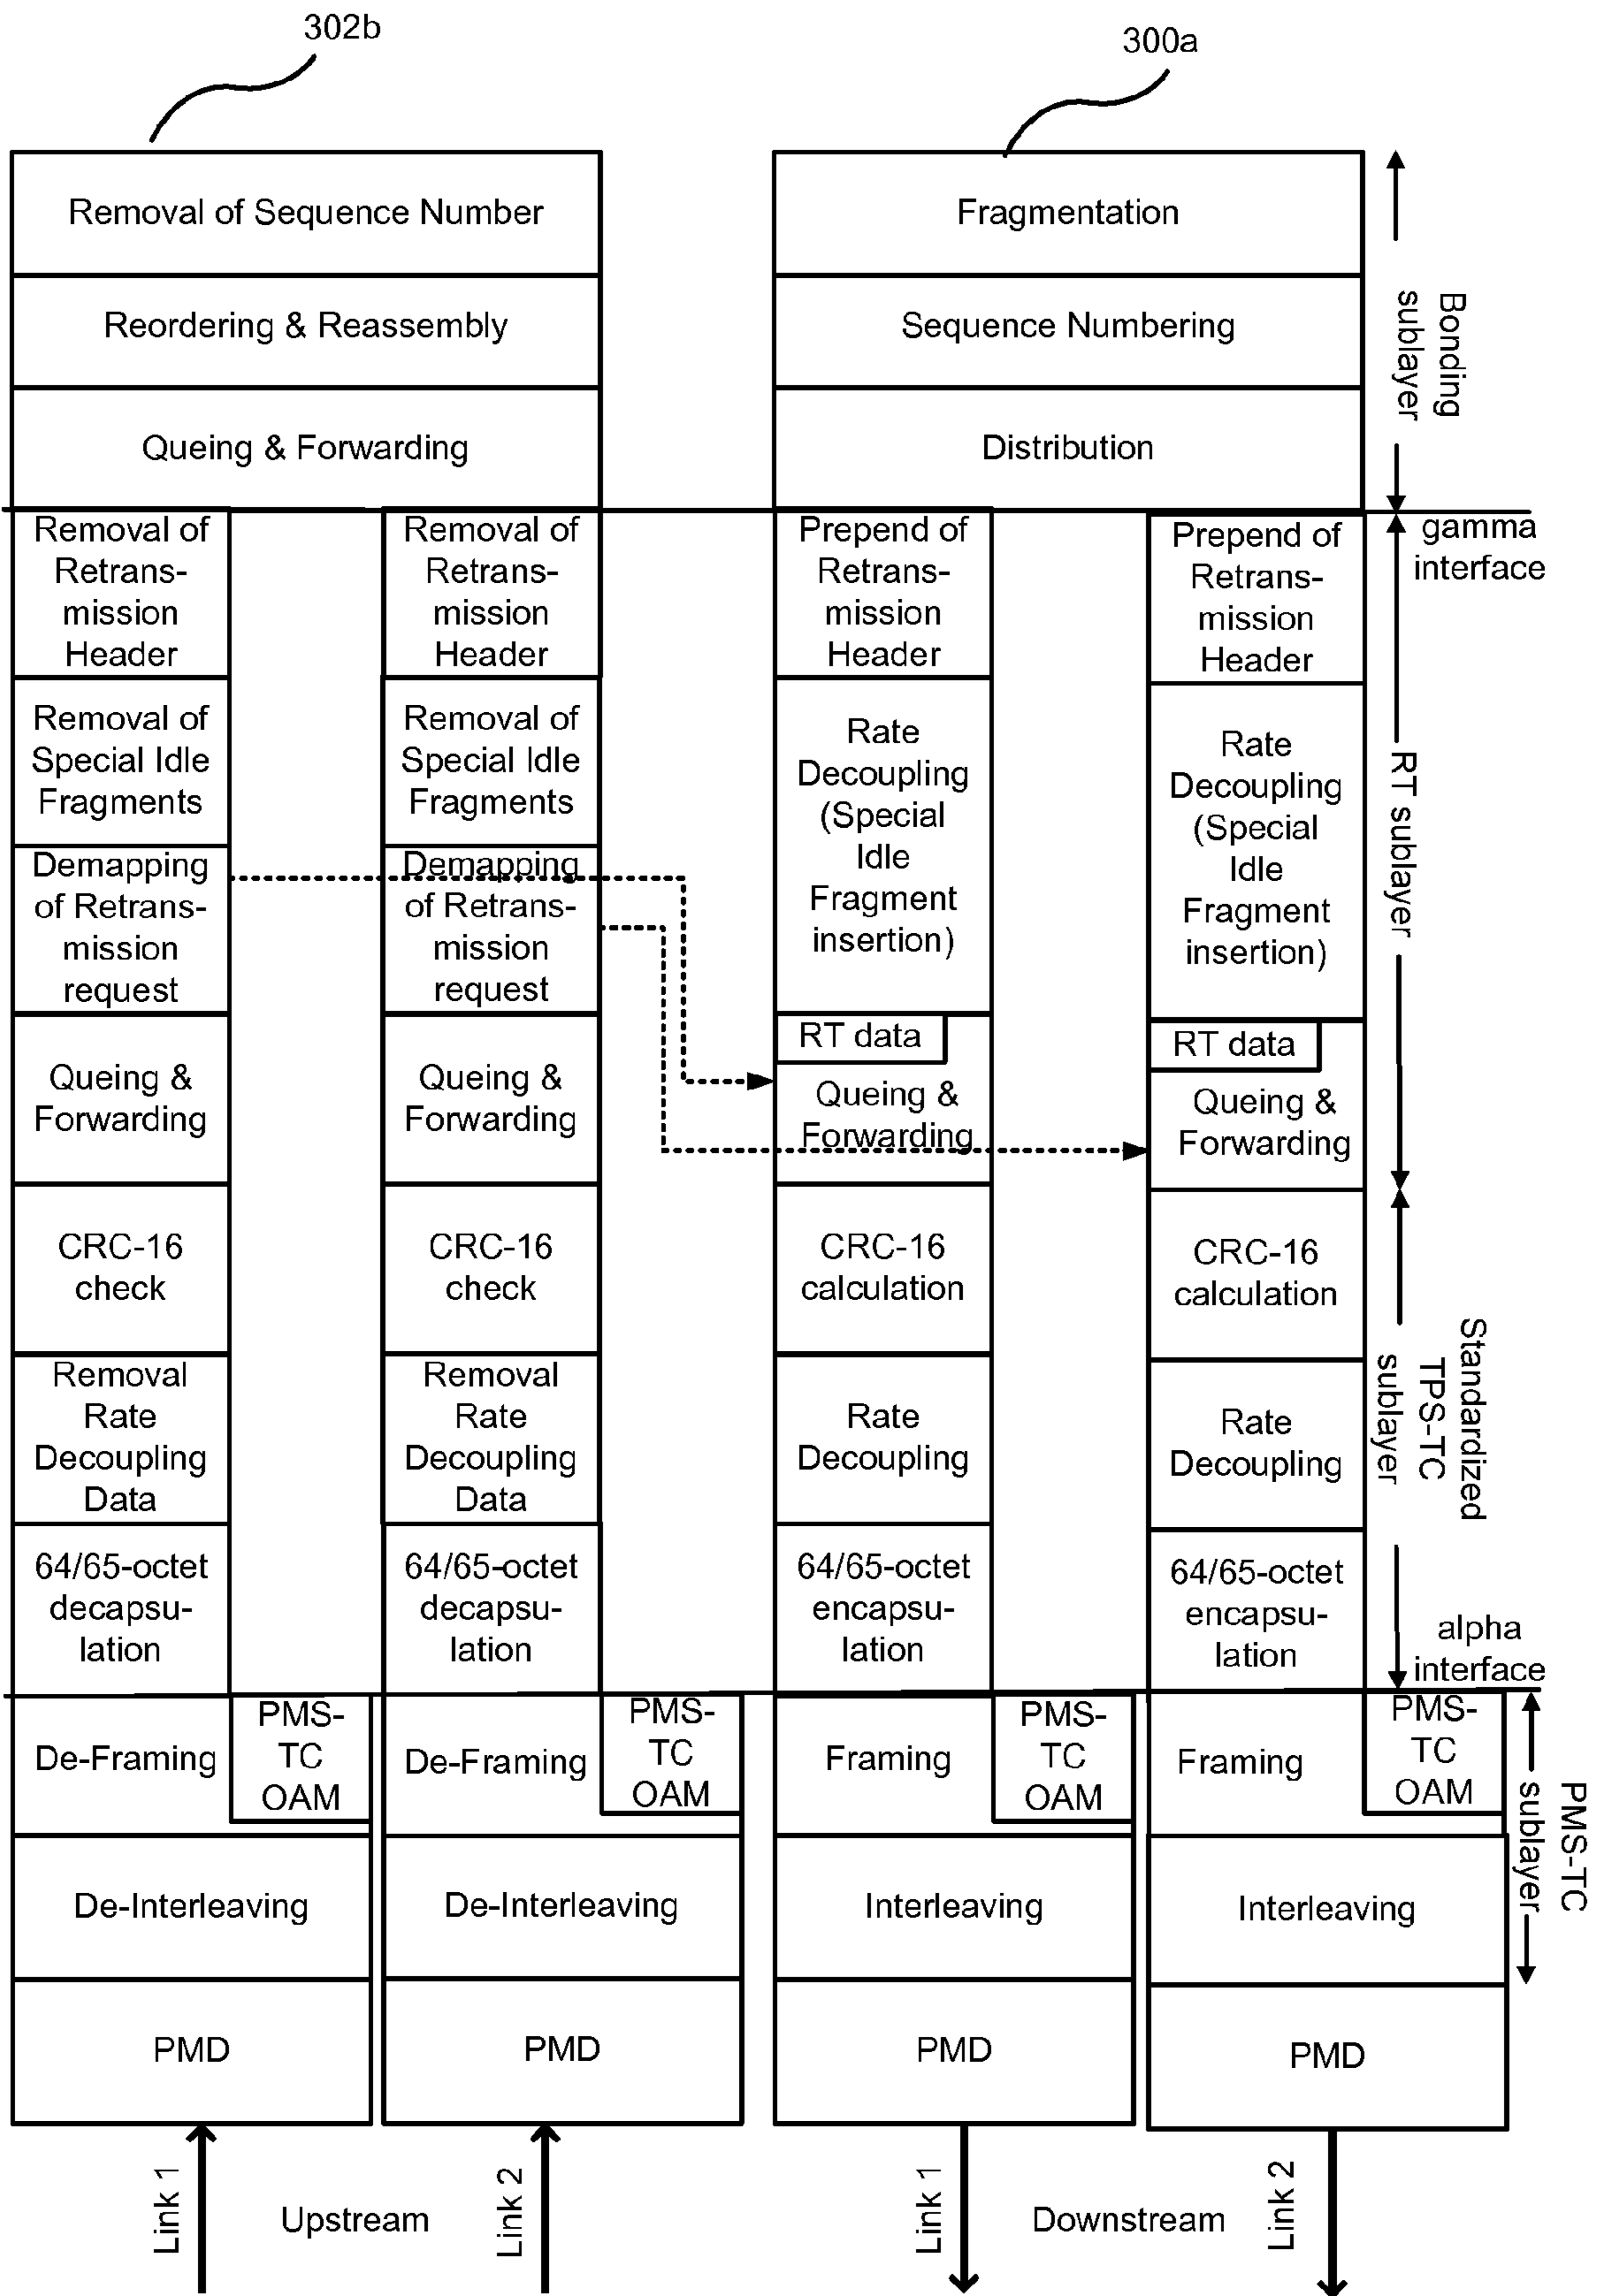 302b
300a
Removal of Sequence Number
Reordering & Reassembly
Queing & Forwarding
Fragmentation
Sequence Numbering
Distribution
Bonding
sublayer
gamma
interface
Removal of
Retrans-
mission
Header
Removal of
Special Idle
Fragments
Demapping
of Retrans-
mission
request
Queing &
Forwarding
CRC-16
check
Removal
Rate
Decoupling
Data
64/65-octet
decapsu-
lation
De-Framing
PMS-
TC
OAM
De-Interleaving
PMD
Removal of
Retrans-
mission
Header
Removal of
Special Idle
Fragments
Demapping
of Retrans-
mission
request
Queing &
Forwarding
CRC-16
check
Removal
Rate
Decoupling
Data
64/65-octet
decapsu-
lation
De-Framing
PMS-
TC
OAM
De-Interleaving
PMD
Prepend of
Retrans-
mission
Header
Rate
Decoupling
(Special
Idle
Fragment
insertion)
RT data
Queing &
Forwarding
CRC-16
calculation
Rate
Decoupling
64/65-octet
encapsu-
lation
Framing
PMS-
TC
OAM
Interleaving
PMD
Prepend of
Retrans-
mission
Header
Rate
Decoupling
(Special
Idle
Fragment
insertion)
RT data
Queing &
Forwarding
CRC-16
calculation
Rate
Decoupling
64/65-octet
encapsu-
lation
Framing
PMS-
TC
OAM
Interleaving
PMD
RT sublayer
Standardized
TPS-TC
sublayer
alpha
interface
PMS-TC
sublayer
Link 1
Upstream
Link 2
Link 1
Downstream
Link 2